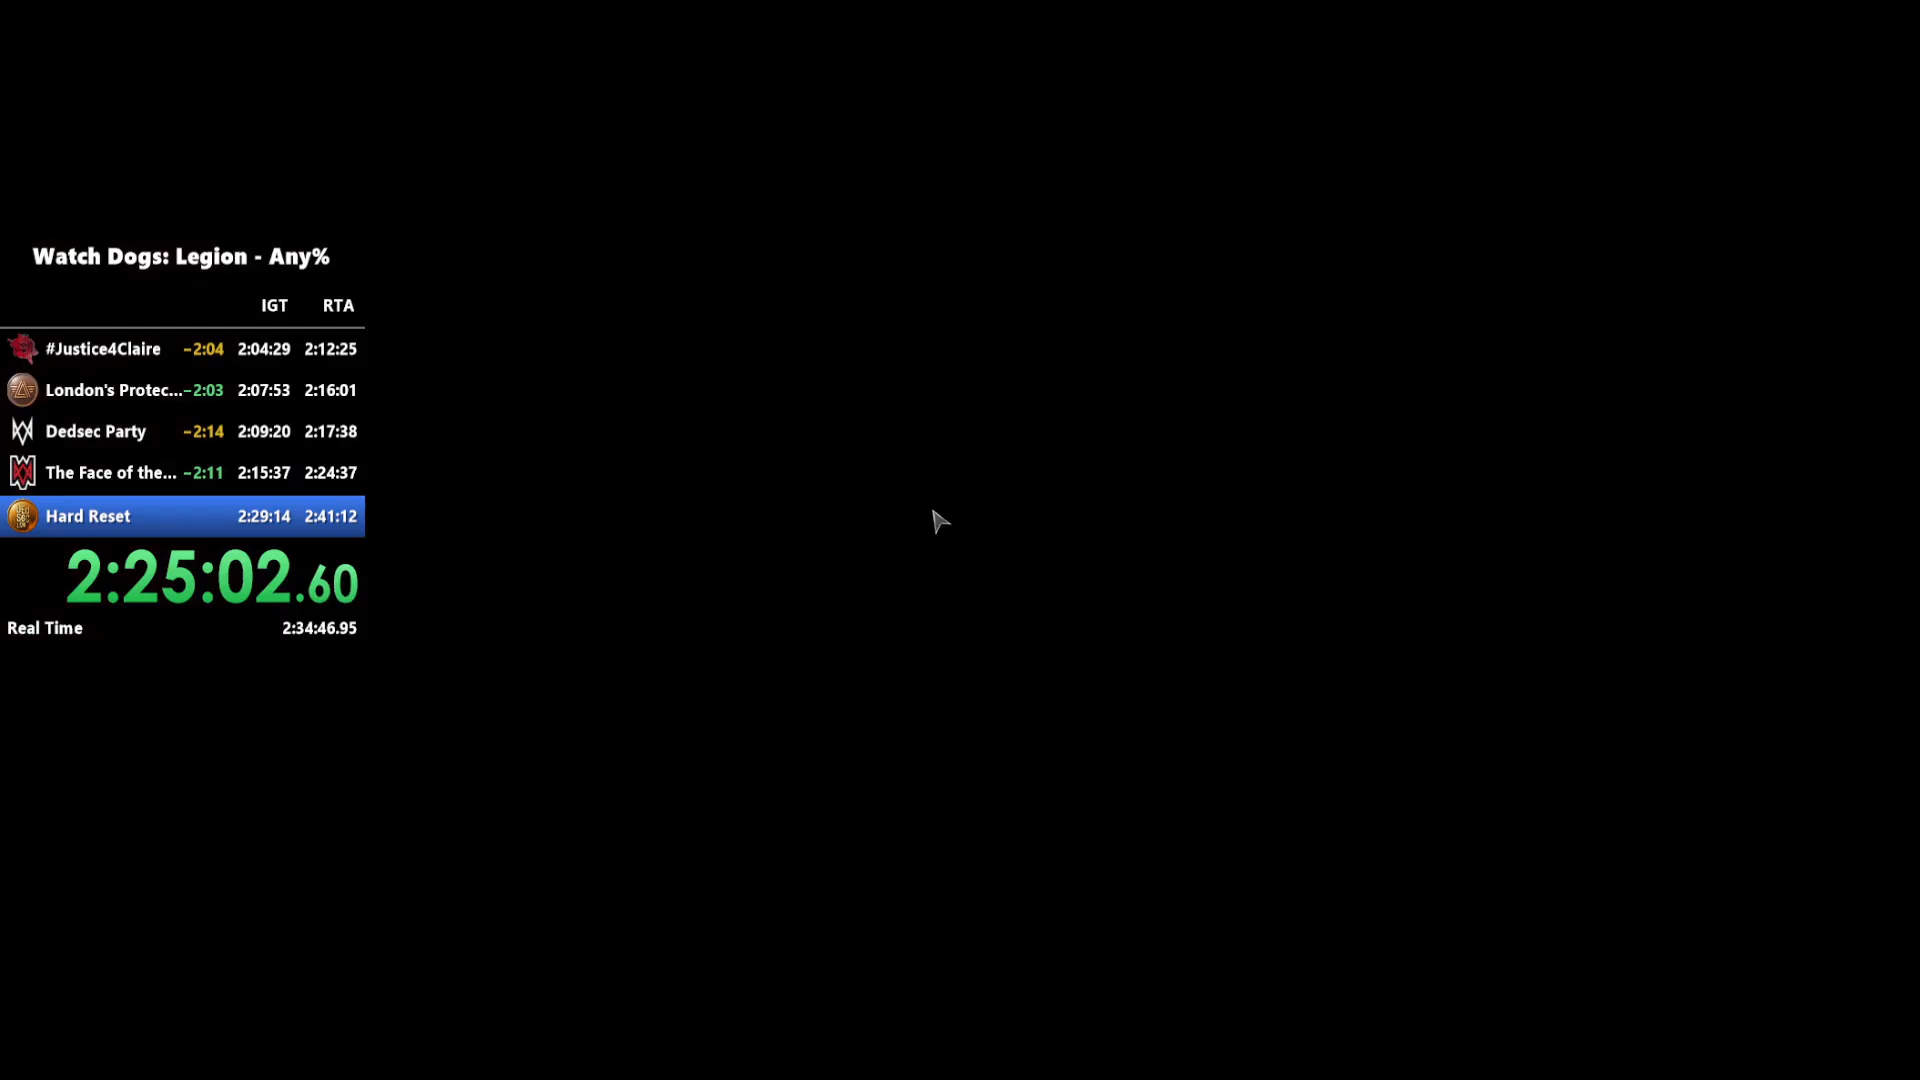 Watch Dogs: Legion - Any%
IGT RTA
#Justice4Claire -2:04 2:04:29 2:12:25
London's Protec... -2:03 2:07:53 2:16:01
Dedsec Party -2:14 2:09:20 2:17:38
The Face of the... -2:11 2:15:37 2:24:37
Hard Reset 2:29:14 2:41:12
2:25:02.60
Real Time 2:34:46.95